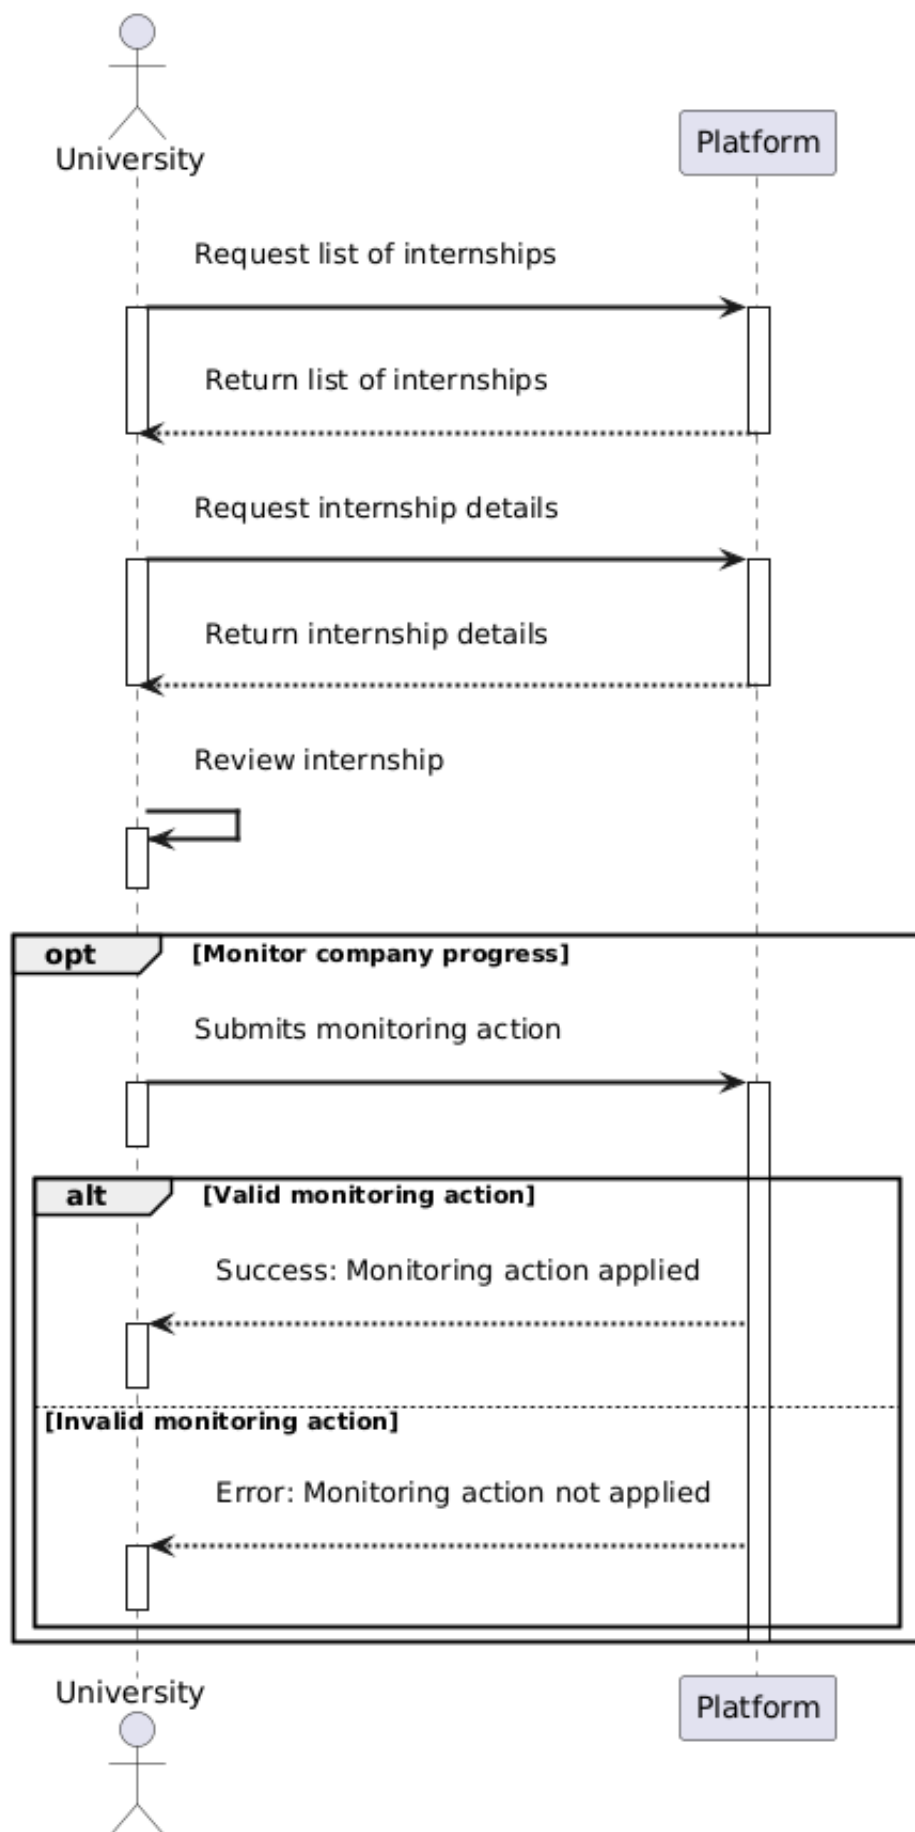 University
Platform
Request list of internships
Return list of internships
Request internship details
Return internship details
Review internship
opt [Monitor company progress]
Submits monitoring action
alt [Valid monitoring action]
Success: Monitoring action applied
[Invalid monitoring action]
Error: Monitoring action not applied
University
Platform